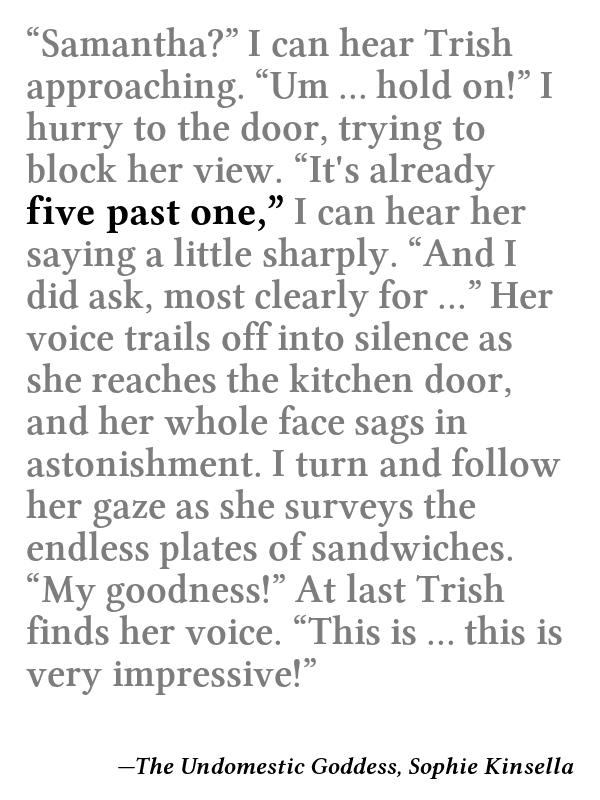 “Samantha?” I can hear Trish
approaching. “Um ... hold on!” I
hurry to the door, trying to
block her view. “It's already
five past one,” I can hear her
saying a little sharply. “And I
did ask, most clearly for ...” Her
voice trails off into silence as
she reaches the kitchen door,
and her whole face sags in
astonishment. I turn and follow
her gaze as she surveys the
endless plates of sandwiches.
“My goodness!” At last Trish
finds her voice. “This is ... this is
very impressive!”
—The Undomestic Goddess, Sophie Kinsella